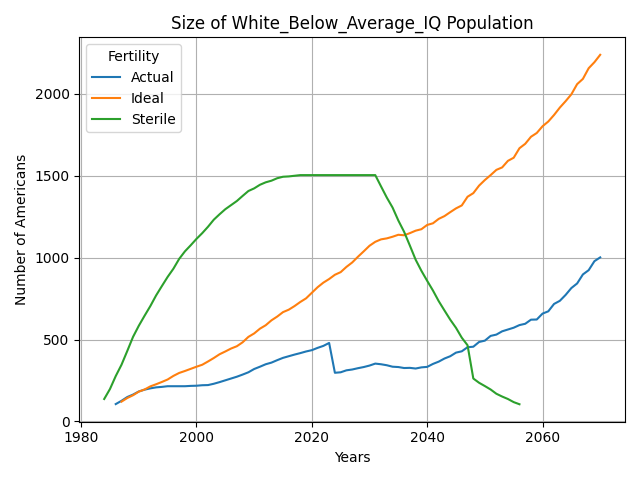 Size of White_Below_Average_IQ Population
Fertility
Actual
Ideal
Sterile
Number of Americans
2000
1500
1000
500
0
1980
2000
2020
2040
2060
Years